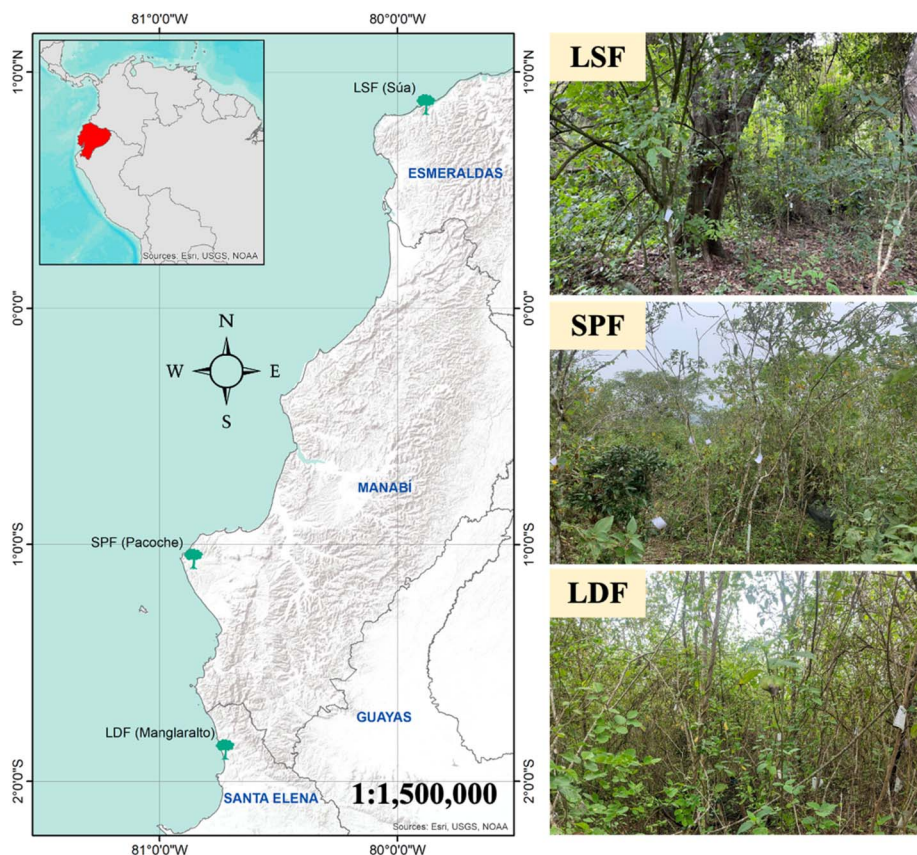 81°0'0"W
80°0'0"W
Sources: Esri, USGS, NOAA
1°0'0"N
1°0'0"N
LSF (Súa)
ESMERALDAS
0°0'0"
0°0'0"
N
W
E
S
MANABÍ
SPF (Pacoche)
1°0'0"S
1°0'0"S
GUAYAS
LDF (Manglaralto)
2°0'0"S
2°0'0"S
SANTA ELENA
1:1,500,000
Sources: Esri, USGS, NOAA
81°0'0"W
80°0'0"W
LSF
SPF
LDF